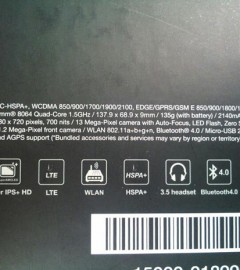 C-HSPA+, WCDMA 850/900/1700/1900/2100, EDGE/GPRS/GSM E 850/900/1800/1
mm® 8064 Quad-Core 1.5GHz / 137.9 x 68.9 x 9mm / 135g (with battery) / 2140mA
80 x 720 pixels, 700 nits / 13 Mega-Pixel camera with Auto-Focus, LED Flash, Zero S
1.2 Mega-Pixel front camera / WLAN 802.11a+b+g+n, Bluetooth® 4.0 / Micro-USB 2
nd AGPS support (*Bundled accessories and services may vary by region or territory
LTE
HSPA+
4.0
r IPS+ HD
LTE
WLAN
HSPA+
3.5 headset
Bluetooth4.0